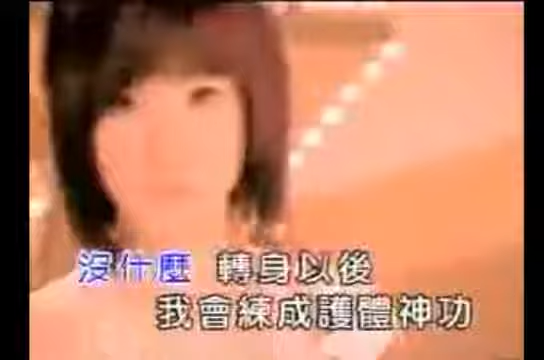 沒什麼 轉身以後
我會練成護體神功